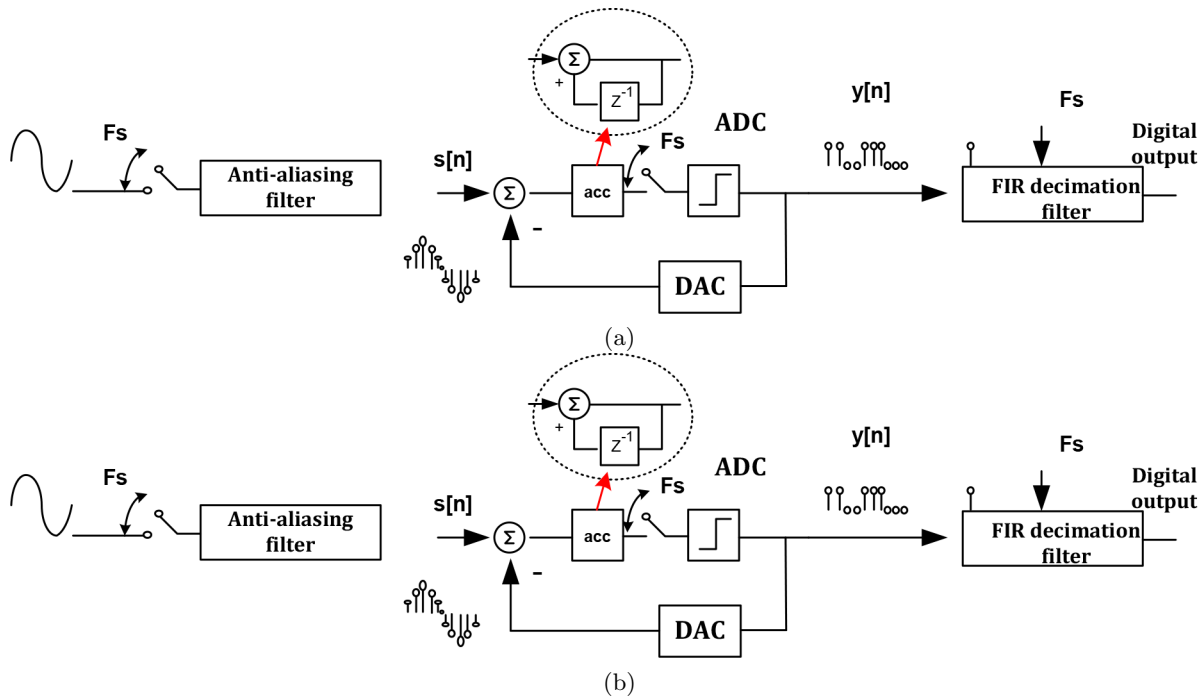 Σ
+
Z⁻¹
Fs
Anti-aliasing
filter
s[n]
Σ
-
acc
Fs
ADC
DAC
y[n]
Fs
FIR decimation
filter
Digital
output
(a)
Σ
+
Z⁻¹
Fs
Anti-aliasing
filter
s[n]
Σ
-
acc
Fs
ADC
DAC
y[n]
Fs
FIR decimation
filter
Digital
output
(b)